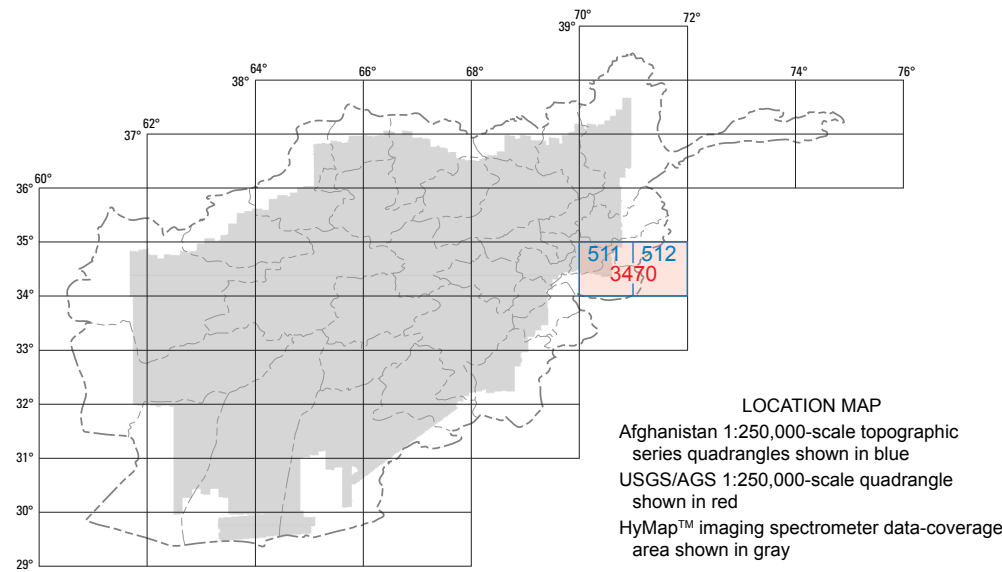 70° 72°
39°
64° 66° 68° 74° 76°
38°
62°
37°
60°
36°
35°
511 512
3470
34°
33°
32°
31°
30°
29°
LOCATION MAP
Afghanistan 1:250,000-scale topographic
series quadrangles shown in blue
USGS/AGS 1:250,000-scale quadrangle
shown in red
HyMap™ imaging spectrometer data-coverage
area shown in gray